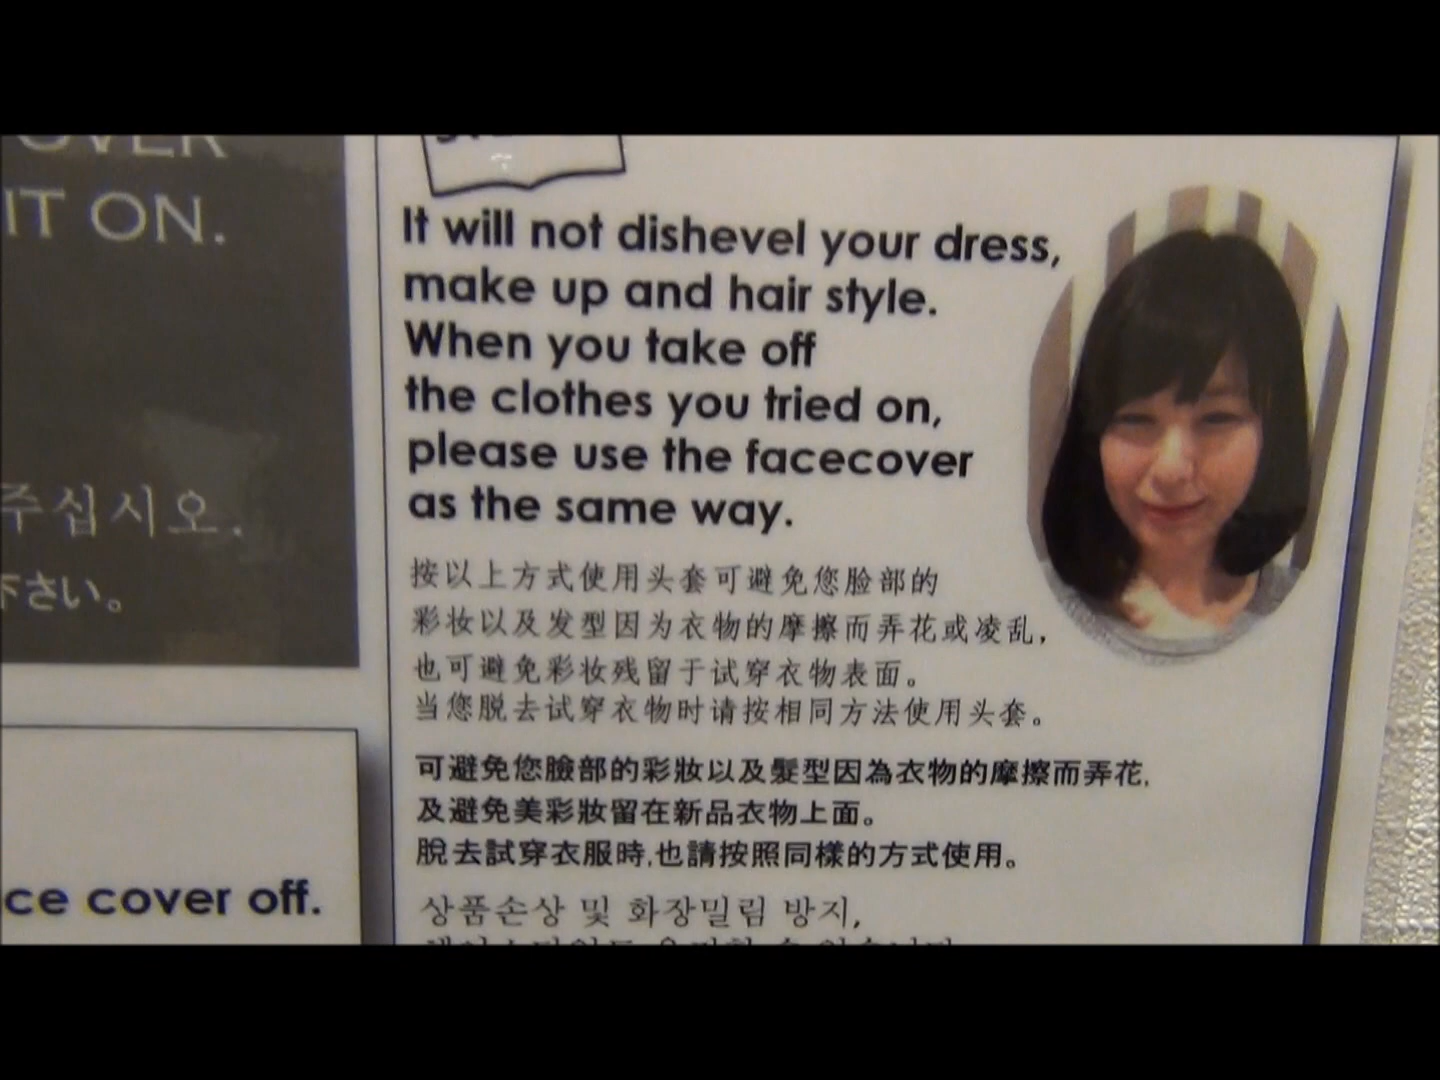 OVER
IT ON.
주십시오.
下さい。
ce cover off.
It will not dishevel your dress,
make up and hair style.
When you take off
the clothes you tried on,
please use the facecover
as the same way.
按以上方式使用头套可避免您脸部的
彩妆以及发型因为衣物的摩擦而弄花或凌乱，
也可避免彩妆残留于试穿衣物表面。
当您脱去试穿衣物时请按相同方法使用头套。
可避免您臉部的彩妝以及髮型因為衣物的摩擦而弄花,
及避免美彩妝留在新品衣物上面。
脫去試穿衣服時,也請按照同樣的方式使用。
상품손상 및 화장밀림 방지,